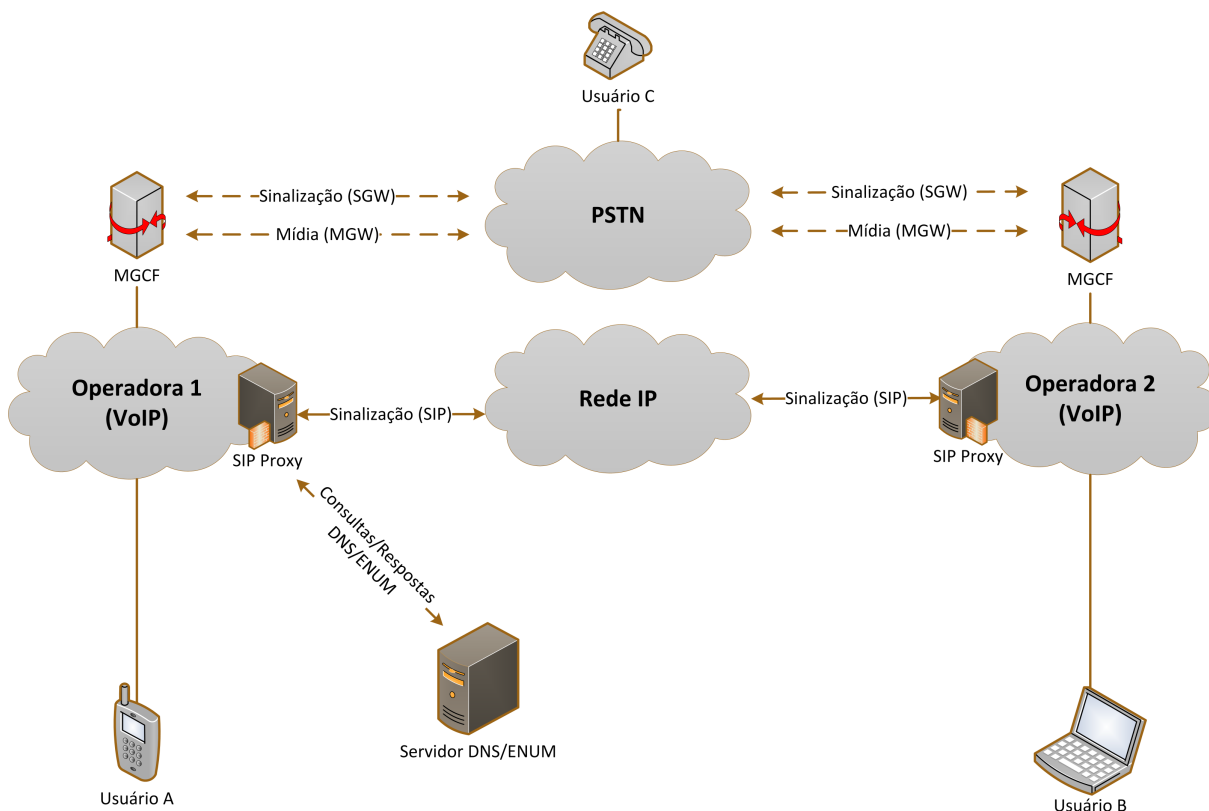 Usuário C
Sinalização (SGW)
PSTN
Sinalização (SGW)
Mídia (MGW)
Mídia (MGW)
MGCF
MGCF
Operadora 1
(VoIP)
Rede IP
Operadora 2
(VoIP)
Sinalização (SIP)
Sinalização (SIP)
SIP Proxy
SIP Proxy
Consultas/Respostas
DNS/ENUM
Servidor DNS/ENUM
Usuário A
Usuário B